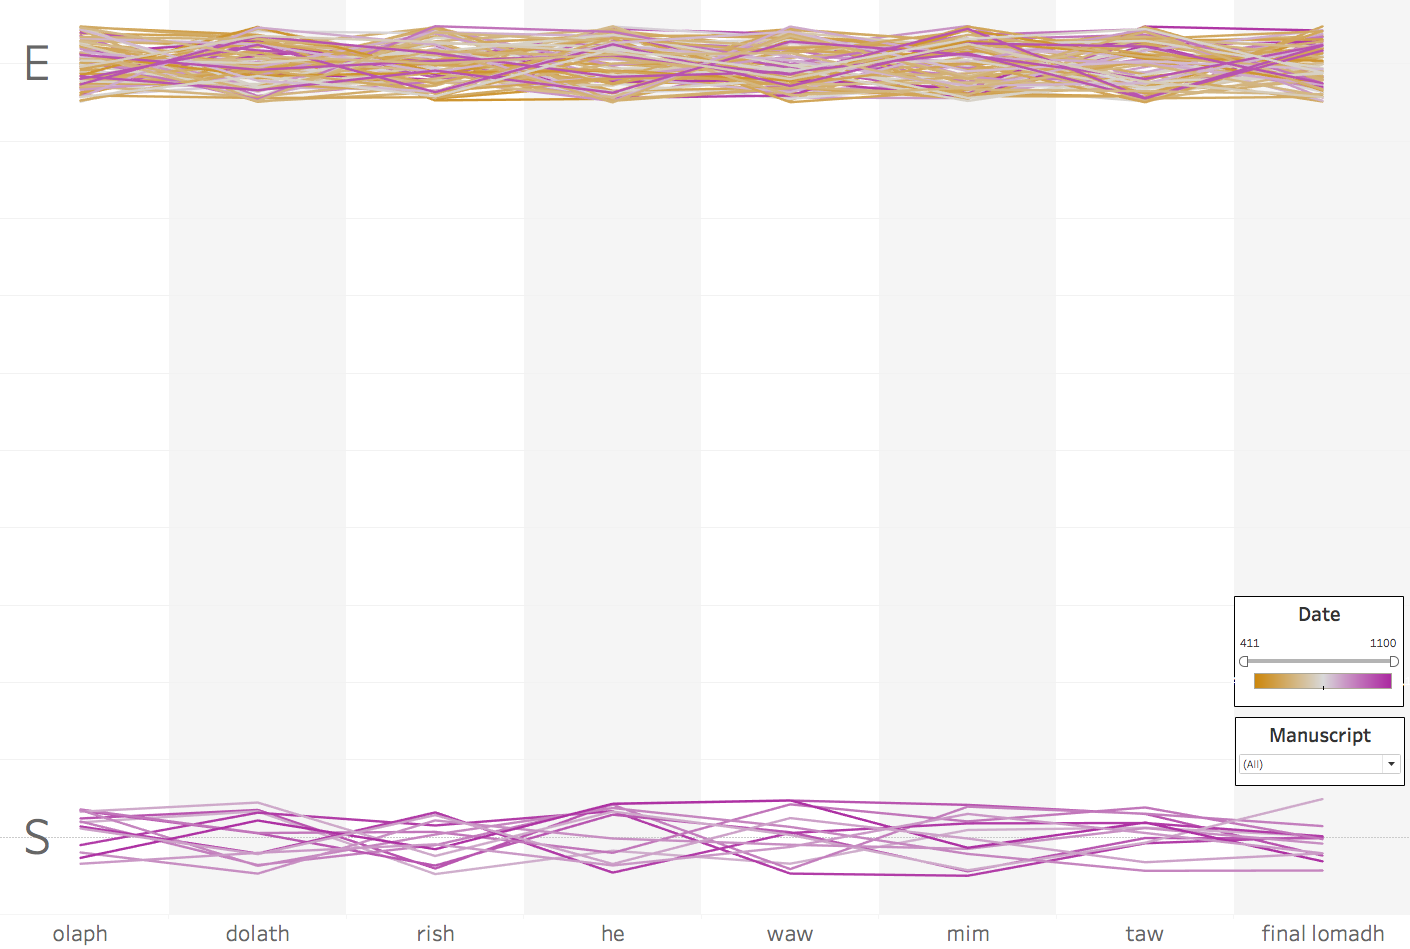 E
S
Date
411 1100
Manuscript
(All)
olaph dolath rish he waw mim taw final lomadh